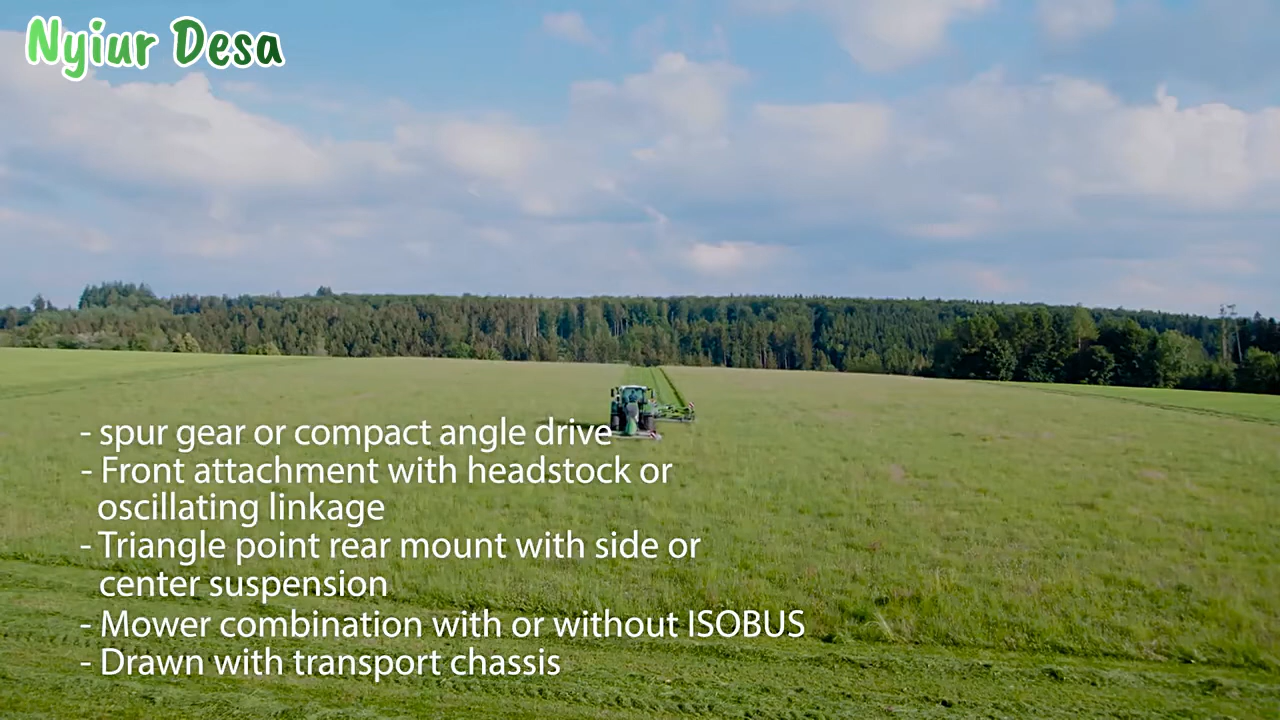 Nyiur Desa
- spur gear or compact angle drive
- Front attachment with headstock or
oscillating linkage
- Triangle point rear mount with side or
center suspension
- Mower combination with or without ISOBUS
- Drawn with transport chassis